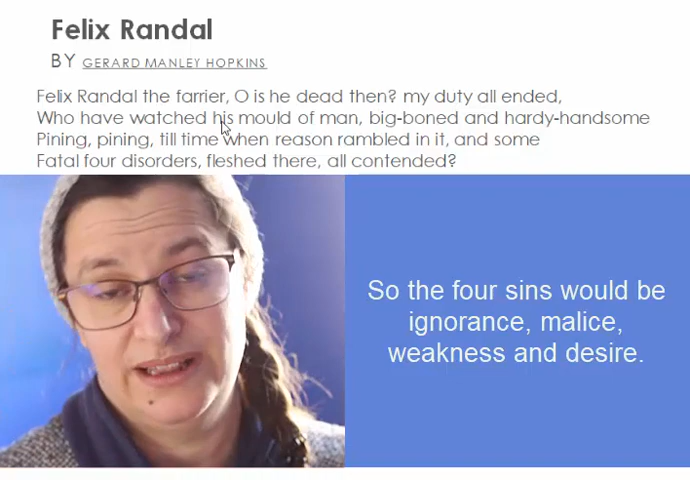 Felix Randal
BY GERARD MANLEY HOPKINS
Felix Randal the farrier, O is he dead then? my duty all ended,
Who have watched his mould of man, big-boned and hardy-handsome
Pining, pining, till time when reason rambled in it, and some
Fatal four disorders, fleshed there, all contended?
So the four sins would be
ignorance, malice,
weakness and desire.